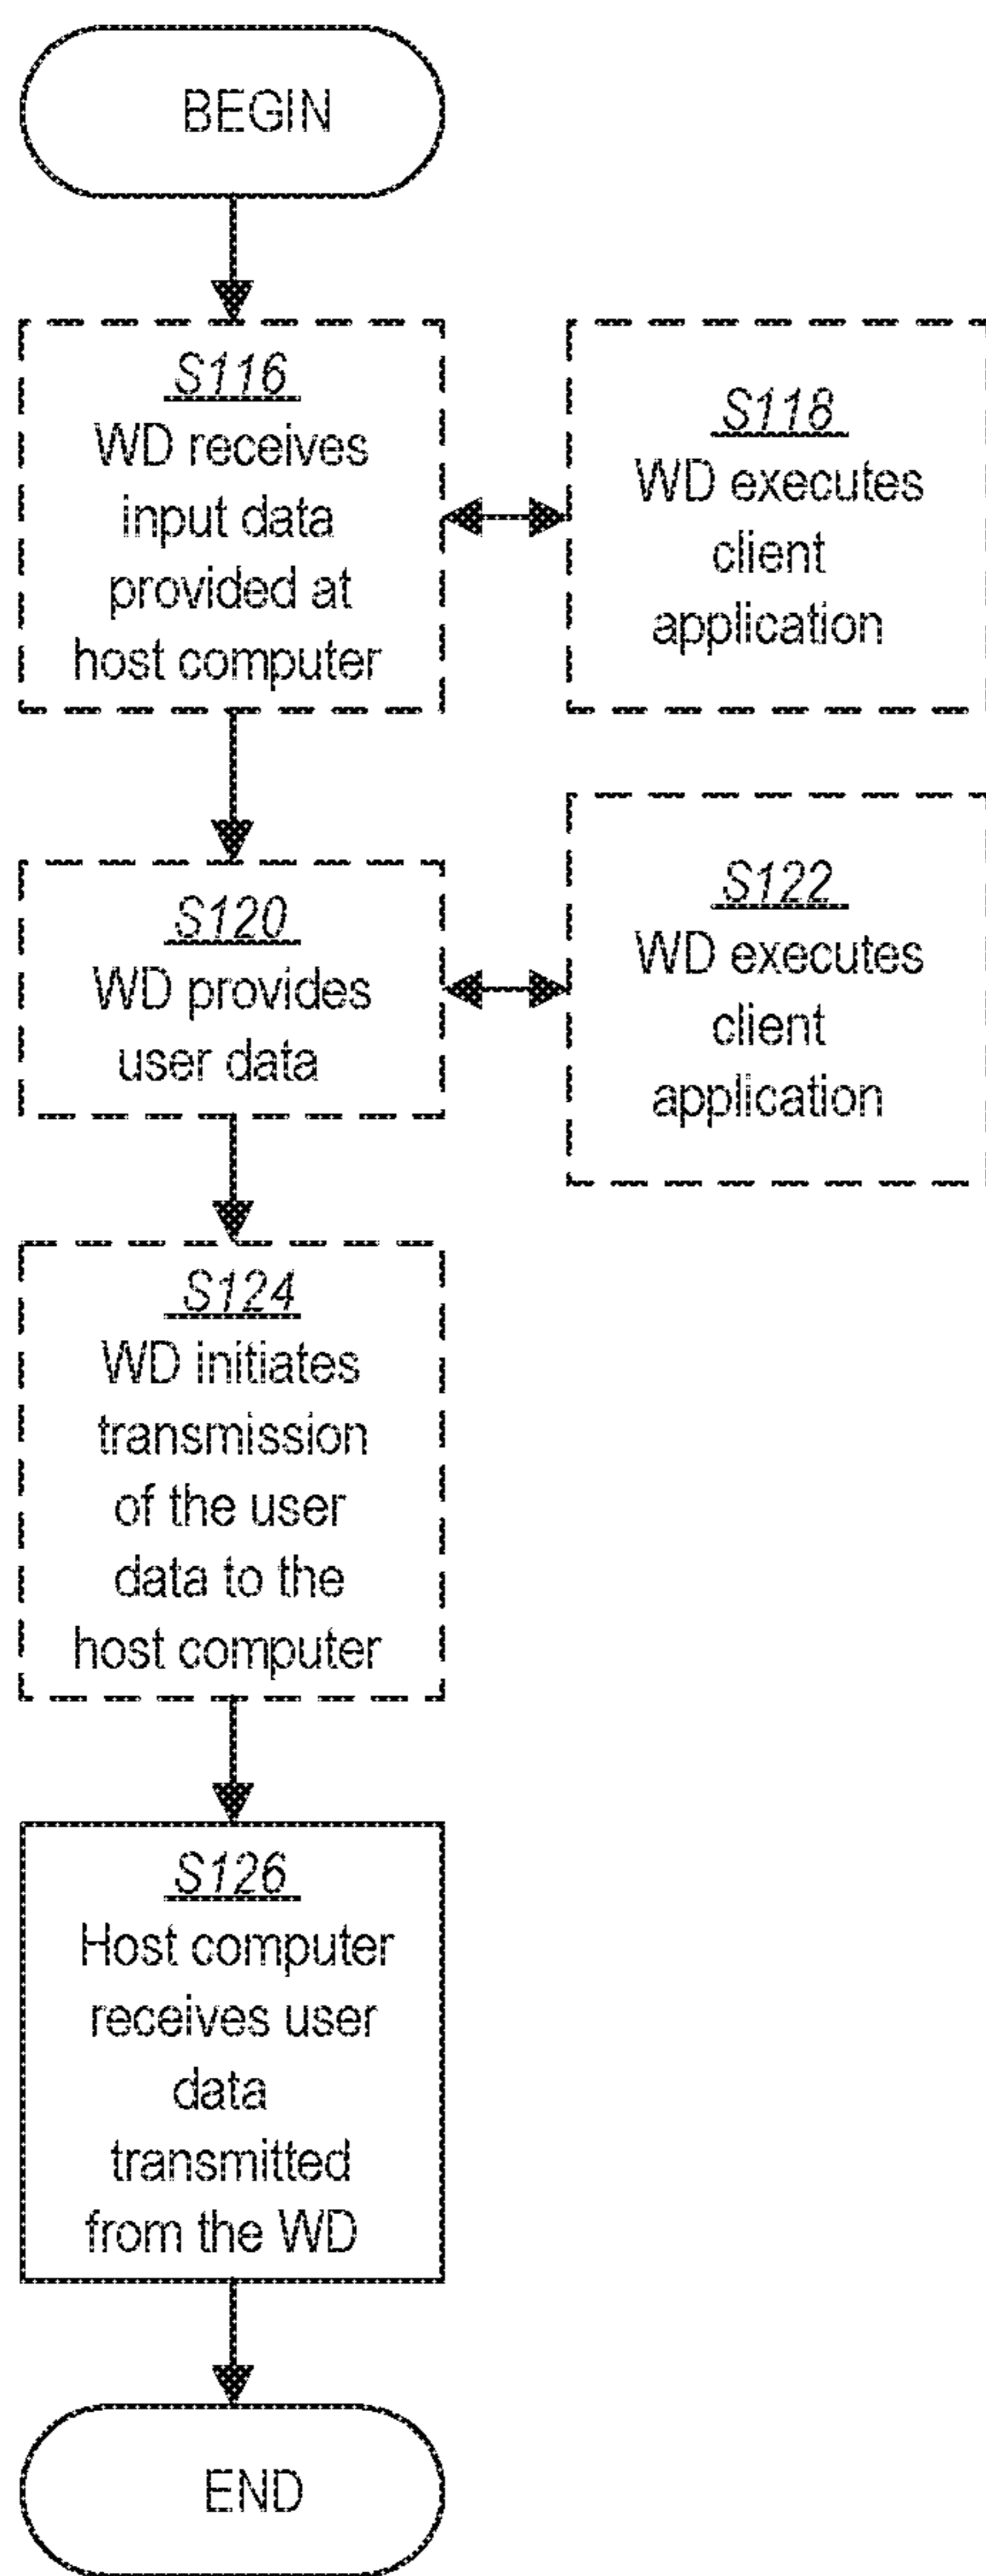 BEGIN
S116
WD receives
input data
provided at
host computer
S118
WD executes
client
application
S120
WD provides
user data
S122
WD executes
client
application
S124
WD initiates
transmission
of the user
data to the
host computer
S126
Host computer
receives user
data
transmitted
from the WD
END